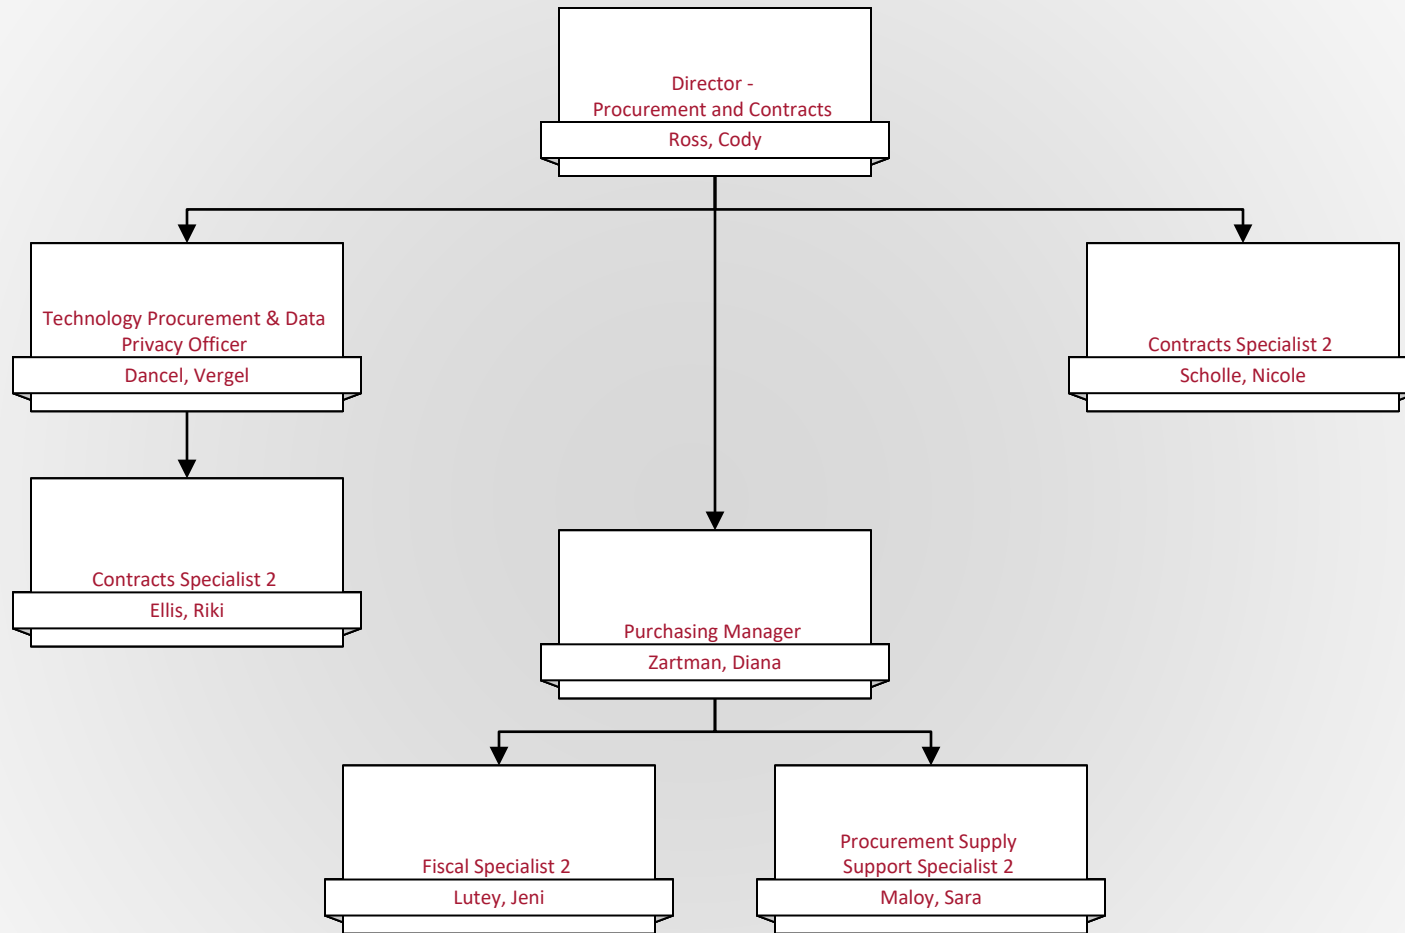 Director -
Procurement and Contracts
Ross, Cody
Technology Procurement & Data
Privacy Officer
Dancel, Vergel
Contracts Specialist 2
Scholle, Nicole
Contracts Specialist 2
Ellis, Riki
Purchasing Manager
Zartman, Diana
Fiscal Specialist 2
Lutey, Jeni
Procurement Supply
Support Specialist 2
Maloy, Sara